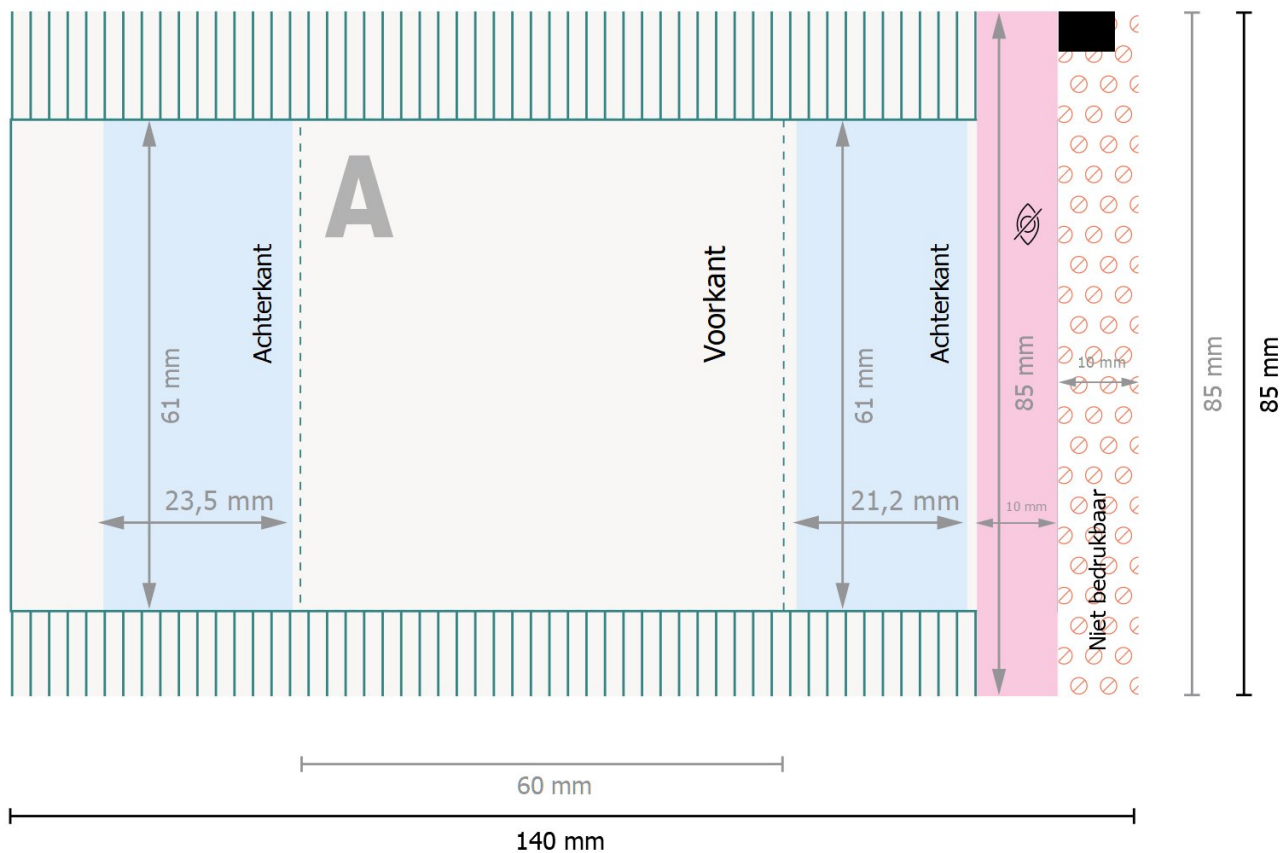 A
Achterkant
Voorkant
Achterkant
61 mm
61 mm
85 mm
10 mm
85 mm
85 mm
23,5 mm
21,2 mm
10 mm
Niet bedrukbaar
60 mm
140 mm